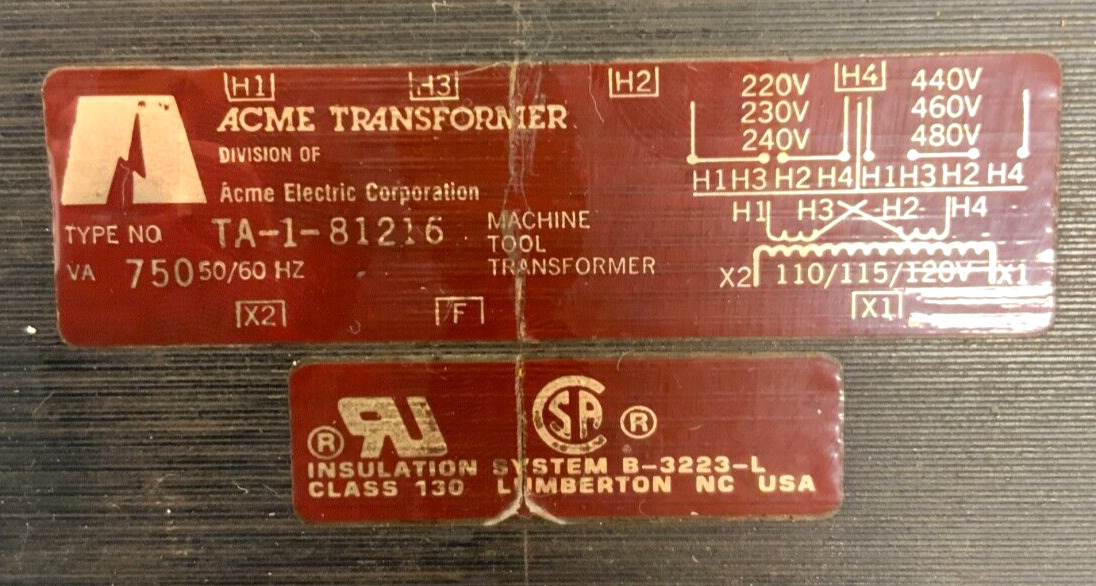 H1 H3 H2 H4
ACME TRANSFORMER
DIVISION OF
Acme Electric Corporation
TYPE NO. TA-1-81216
VA 750 50/60 HZ
MACHINE
TOOL
TRANSFORMER
X2 F X1
220V 440V
230V 460V
240V 480V
H1 H3 H2 H4 H1 H3 H2 H4
H1 H3 H2 H4
X2 110/115/120V X1
® RU CSA ®
INSULATION SYSTEM B-3223-L
CLASS 130 LUMBERTON NC USA